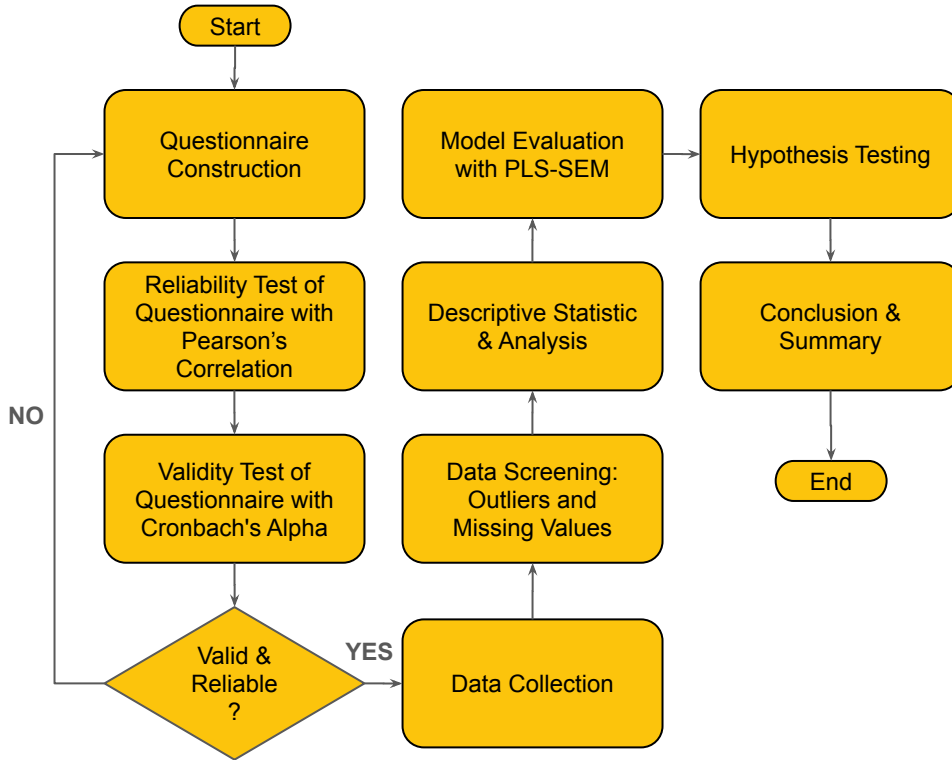 Start
Questionnaire
Construction
Reliability Test of
Questionnaire with
Pearson’s
Correlation
Validity Test of
Questionnaire with
Cronbach's Alpha
Valid &
Reliable
?
NO
YES
Data Collection
Data Screening:
Outliers and
Missing Values
Descriptive Statistic
& Analysis
Model Evaluation
with PLS-SEM
Hypothesis Testing
Conclusion &
Summary
End